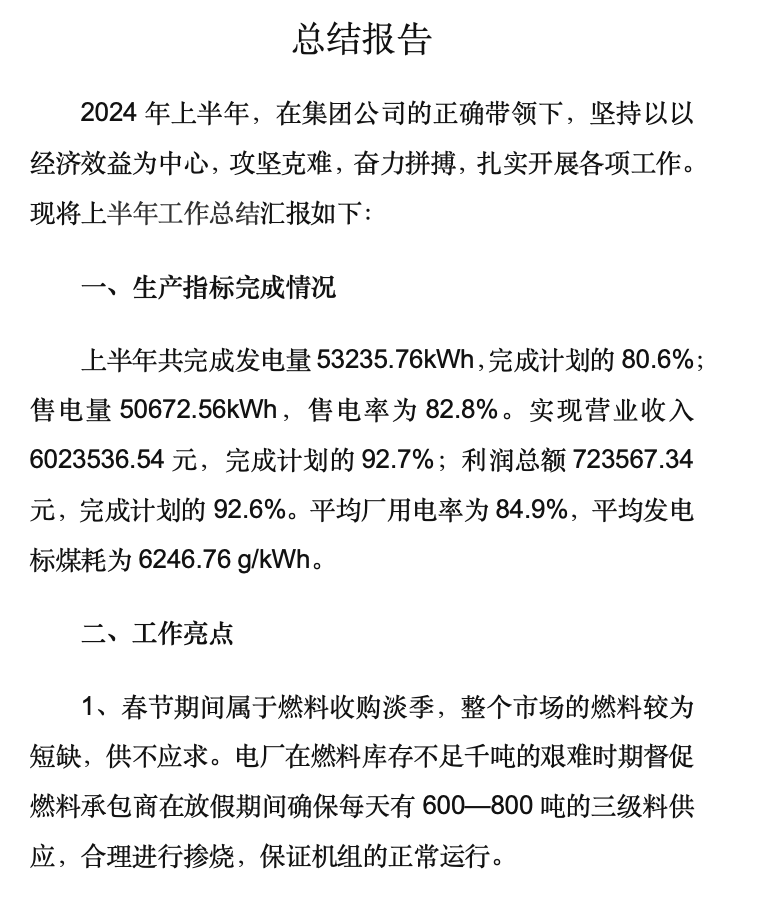 总结报告
2024 年上半年，在集团公司的正确带领下，坚持以以
经济效益为中心，攻坚克难，奋力拼搏，扎实开展各项工作。
现将上半年工作总结汇报如下：
一、生产指标完成情况
上半年共完成发电量 53235.76kWh，完成计划的 80.6%；
售电量 50672.56kWh，售电率为 82.8%。实现营业收入
6023536.54 元，完成计划的 92.7%；利润总额 723567.34
元，完成计划的 92.6%。平均厂用电率为 84.9%，平均发电
标煤耗为 6246.76 g/kWh。
二、工作亮点
1、春节期间属于燃料收购淡季，整个市场的燃料较为
短缺，供不应求。电厂在燃料库存不足千吨的艰难时期督促
燃料承包商在放假期间确保每天有 600—800 吨的三级料供
应，合理进行掺烧，保证机组的正常运行。